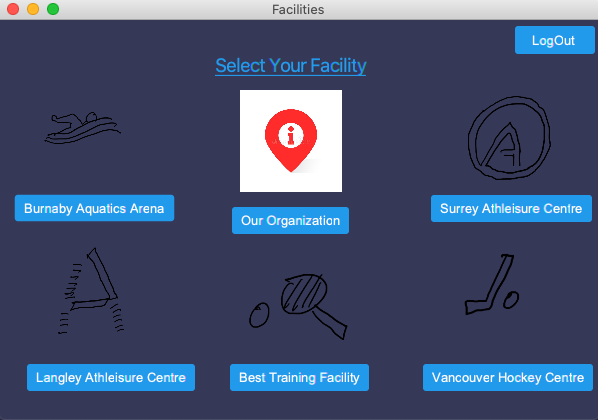 Facilities
LogOut
Select Your Facility
i
A
Burnaby Aquatics Arena
Our Organization
Surrey Athleisure Centre
A
Langley Athleisure Centre
Best Training Facility
Vancouver Hockey Centre